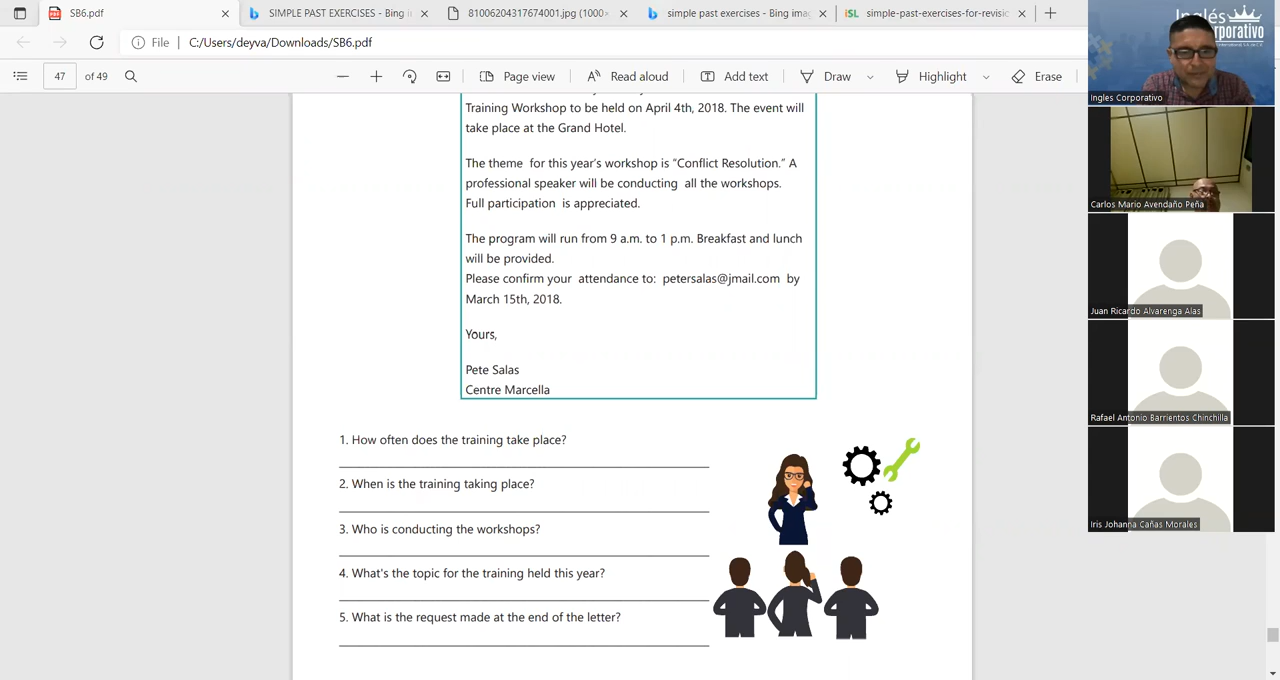 SB6.pdf
SIMPLE PAST EXERCISES - Bing i
81606204317674001.jpg (1000×
simple past exercises - Bing ima
ISL simple-past-exercises-for-revisio
File C:/Users/deyva/Downloads/SB6.pdf
47 of 49 Page view Read aloud Add text Draw Highlight Erase
Training Workshop to be held on April 4th, 2018. The event will
take place at the Grand Hotel.
The theme for this year's workshop is "Conflict Resolution." A
professional speaker will be conducting all the workshops.
Full participation is appreciated.
The program will run from 9 a.m. to 1 p.m. Breakfast and lunch
will be provided.
Please confirm your attendance to: petersalas@jmail.com by
March 15th, 2018.
Yours,
Pete Salas
Centre Marcella
1. How often does the training take place?
2. When is the training taking place?
3. Who is conducting the workshops?
4. What's the topic for the training held this year?
5. What is the request made at the end of the letter?
Inglés
Ingles Corporativo
Carlos Mario Avendaño Peña
Juan Ricardo Alvarenga Alas
Rafael Antonio Barrientos Chinchilla
Iris Johanna Cañas Morales